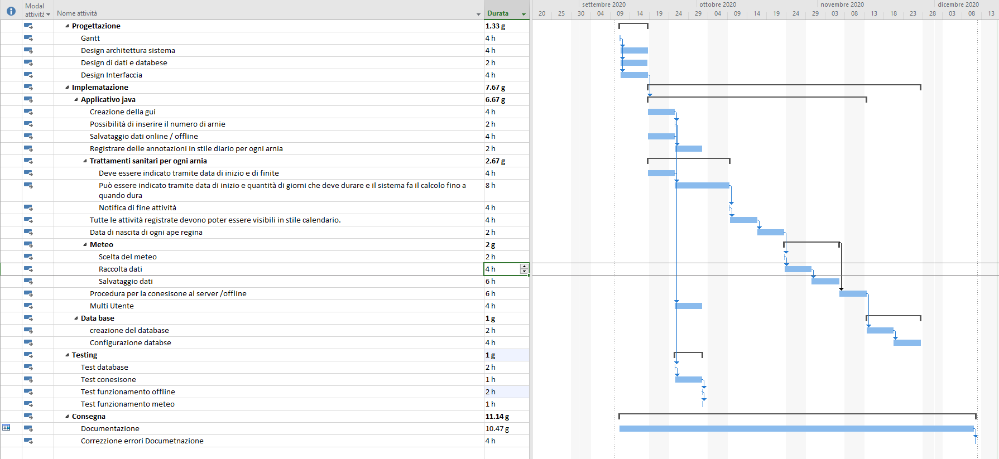 Modal attività Nome attività Durata
settembre 2020 ottobre 2020 novembre 2020 dicembre 2020
20 25 30 04 09 14 19 24 29 04 09 14 19 24 29 03 08 13 18 23 28 03 08 13
Progettazione 1.33 g
Gantt 4 h
Design architettura sistema 4 h
Design di dati e databese 2 h
Design Interfaccia 4 h
Implematazione 7.67 g
Applicativo java 6.67 g
Creazione della gui 4 h
Possibilità di inserire il numero di arnie 2 h
Salvataggio dati online / offline 4 h
Registrare delle annotazioni in stile diario per ogni arnia 2 h
Trattamenti sanitari per ogni arnia 2.67 g
Deve essere indicato tramite data di inizio e di finite 4 h
Può essere indicato tramite data di inizio e quantità di giorni che deve durare e il sistema fa il calcolo fino a 8 h
quando dura
Notifica di fine attività 4 h
Tutte le attività registrate devono poter essere visibili in stile calendario. 4 h
Data di nascita di ogni ape regina 2 h
Meteo 2 g
Scelta del meteo 2 h
Raccolta dati 4 h
Salvataggio dati 6 h
Procedura per la conesisone al server /offline 6 h
Multi Utente 4 h
Data base 1 g
creazione del database 2 h
Configurazione databse 4 h
Testing 1 g
Test database 2 h
Test conesisone 1 h
Test funzionamento offline 2 h
Test funzionamento meteo 1 h
Consegna 11.14 g
Documentazione 10.47 g
Correzzione errori Documetnazione 4 h